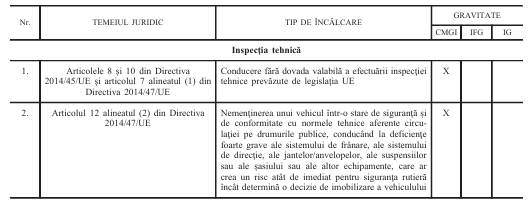 Nr. TEMEIUL JURIDIC TIP DE ÎNCĂLCARE GRAVITATE
CMGI IFG IG
Inspecția tehnică
1. Articolele 8 și 10 din Directiva
2014/45/UE și articolul 7 alineatul (1) din
Directiva 2014/47/UE
Conducere fără dovada valabilă a efectuării inspecției
tehnice prevăzute de legislația UE
X
2. Articolul 12 alineatul (2) din Directiva
2014/47/UE
Nemenținerea unui vehicul într-o stare de siguranță și
de conformitate cu normele tehnice aferente circu-
lației pe drumurile publice, conducând la deficiențe
foarte grave ale sistemului de frânare, ale sistemului
de direcție, ale jantelor/anvelopelor, ale suspensiilor
sau ale șasiului sau ale altor echipamente, care ar
crea un risc atât de imediat pentru siguranța rutieră
încât determină o decizie de imobilizare a vehiculului
X